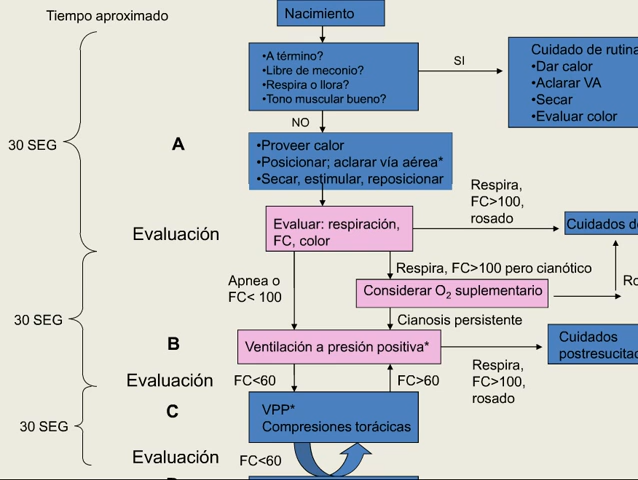 Tiempo aproximado
Nacimiento
•A término?
•Libre de meconio?
•Respira o llora?
•Tono muscular bueno?
SI
Cuidado de rutina
•Dar calor
•Aclarar VA
•Secar
•Evaluar color
NO
30 SEG
A
•Proveer calor
•Posicionar; aclarar vía aérea*
•Secar, estimular, reposicionar
Respira,
FC>100,
rosado
Evaluación
Evaluar: respiración,
FC, color
Cuidados de
Apnea o
FC< 100
Respira, FC>100 pero cianótico
Considerar O2 suplementario
Ro
30 SEG
Cianosis persistente
B
Ventilación a presión positiva*
Cuidados
postresucitac
Respira,
FC>100,
rosado
Evaluación
FC<60
FC>60
C
VPP*
Compresiones torácicas
30 SEG
Evaluación
FC<60